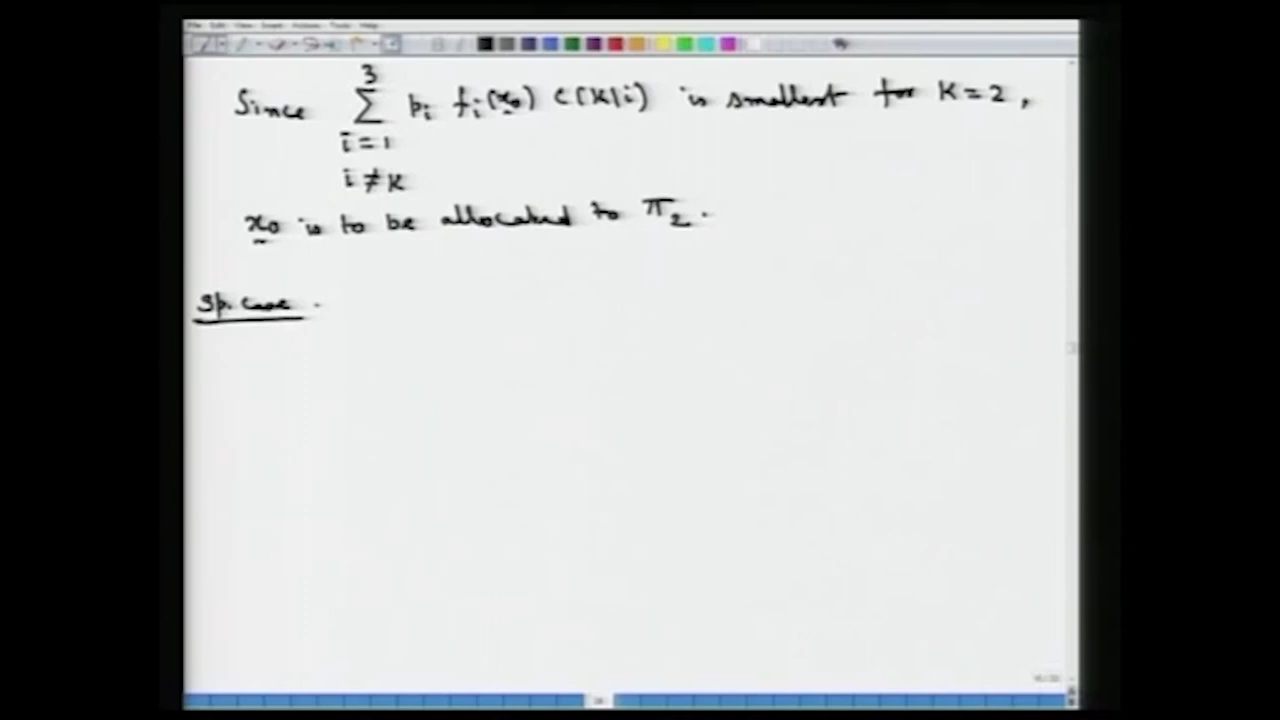 Since Σ p_i f_i(x_0) C(K|i) is smallest for K=2,
3
i=1
i≠K
x_0 is to be allocated to π_2.
Sp. case.